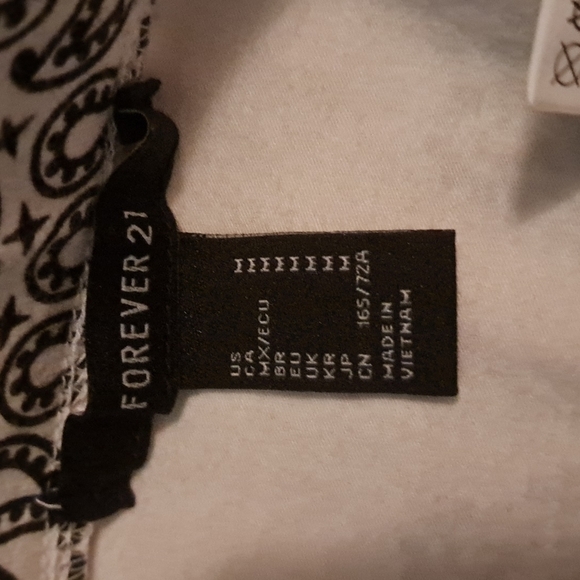 FOREVER 21
US M
CA M
MX/ECU M
BR M
EU M
UK M
KR M
JP M
CN 165/72A
MADE IN
VIETNAM